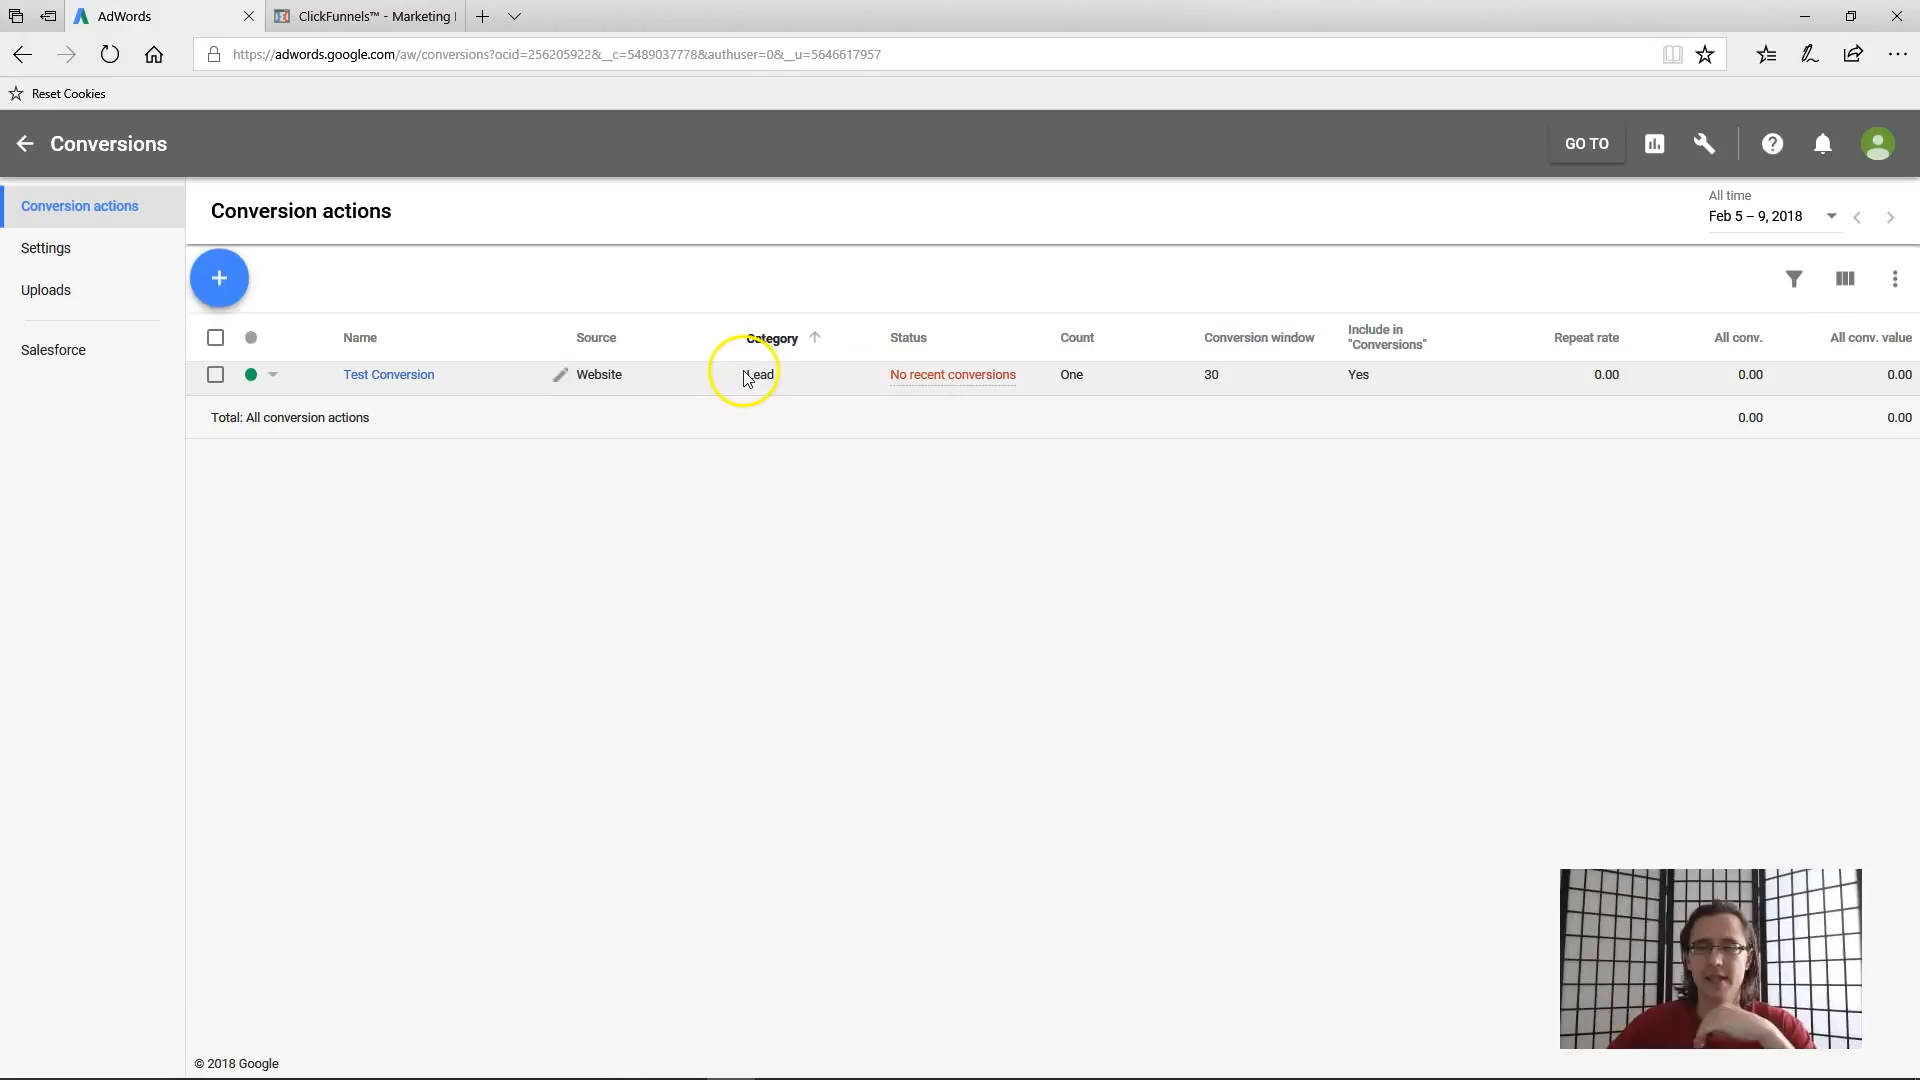 AdWords
ClickFunnels™ - Marketing
https://adwords.google.com/aw/conversions?ocid=256205922&__c=5489037778&authuser=0&__u=5646617957
Reset Cookies
Conversions
GO TO
Conversion actions
Settings
Uploads
Salesforce
Conversion actions
All time
Feb 5 – 9, 2018
Name Source Category Status Count Conversion window Include in "Conversions" Repeat rate All conv. All conv. value
Test Conversion Website Lead No recent conversions One 30 Yes 0.00 0.00 0.00
Total: All conversion actions 0.00 0.00
© 2018 Google